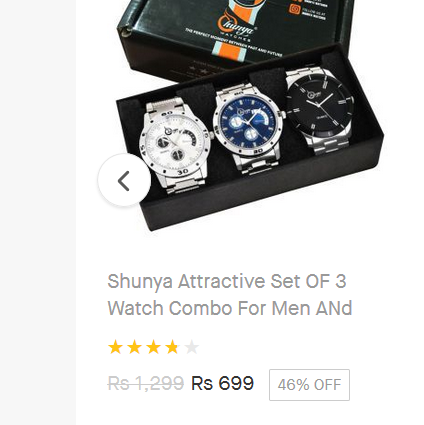 Shunya
WATCHES
THE PERFECT MOMENT BETWEEN PAST AND FUTURE
Shunya Attractive Set OF 3
Watch Combo For Men ANd
Rs 1,299 Rs 699 46% OFF